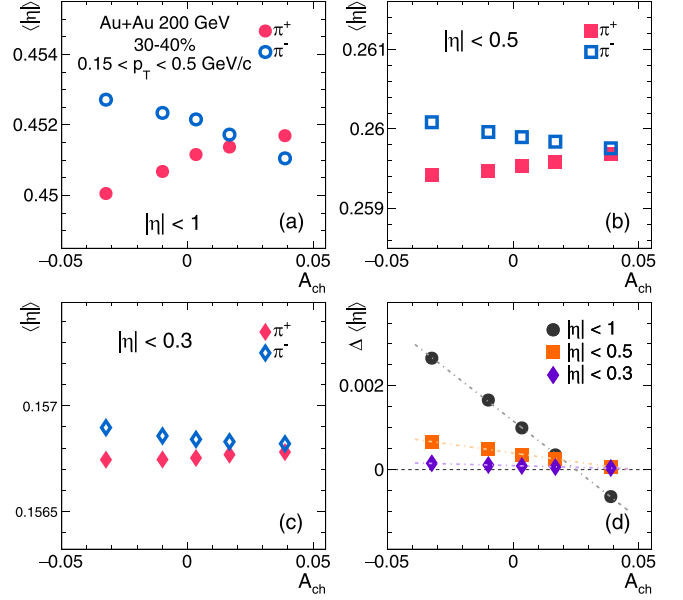 ⟨|η|⟩
Au+Au 200 GeV
30-40%
0.15 < p_T < 0.5 GeV/c
π⁺
π⁻
0.454
0.452
0.45
|η| < 1
(a)
−0.05 0 0.05
A_ch
⟨|η|⟩
|η| < 0.5
π⁺
π⁻
0.261
0.26
0.259
(b)
−0.05 0 0.05
A_ch
⟨|η|⟩
|η| < 0.3
π⁺
π⁻
0.157
0.1565
(c)
−0.05 0 0.05
A_ch
Δ ⟨|η|⟩
|η| < 1
|η| < 0.5
|η| < 0.3
0.002
0
(d)
−0.05 0 0.05
A_ch